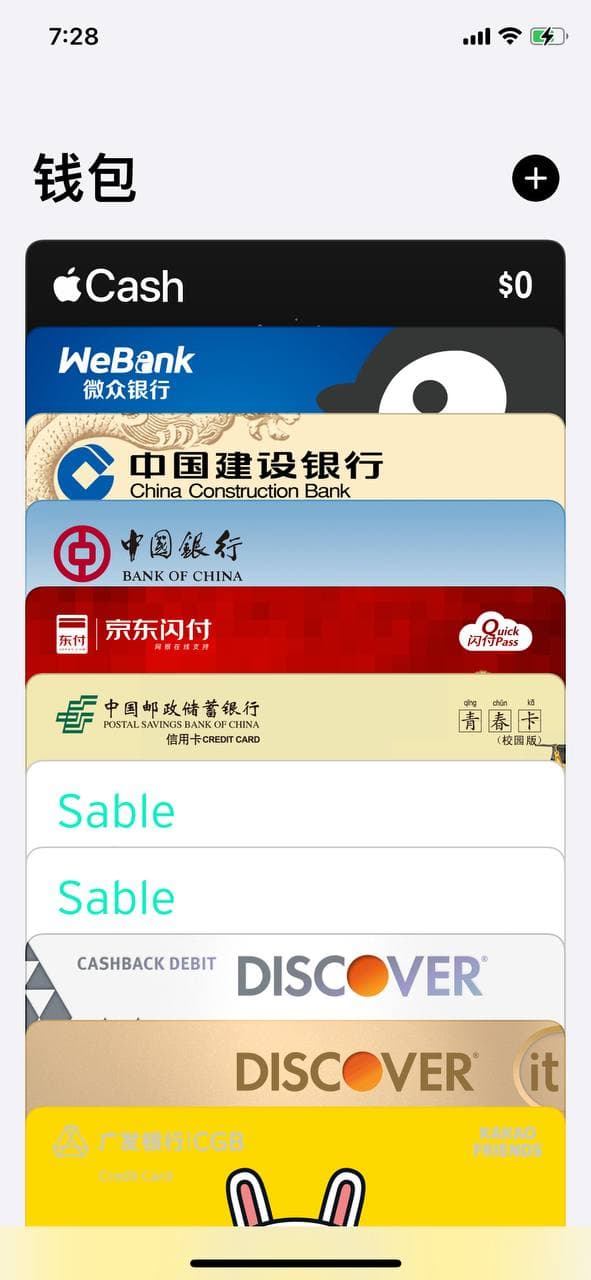 7:28
钱包
Cash
$0
WeBank
微众银行
中国建设银行
China Construction Bank
中國銀行
BANK OF CHINA
东付
京东闪付
网银在线支持
Quick
闪付Pass
中国邮政储蓄银行
POSTAL SAVINGS BANK OF CHINA
信用卡CREDIT CARD
qīng chūn kǎ
青春卡
(校园版)
Sable
Sable
CASHBACK DEBIT DISCOVER®
DISCOVER® it
广发银行|CGB
Credit Card
KAKAO
FRIENDS